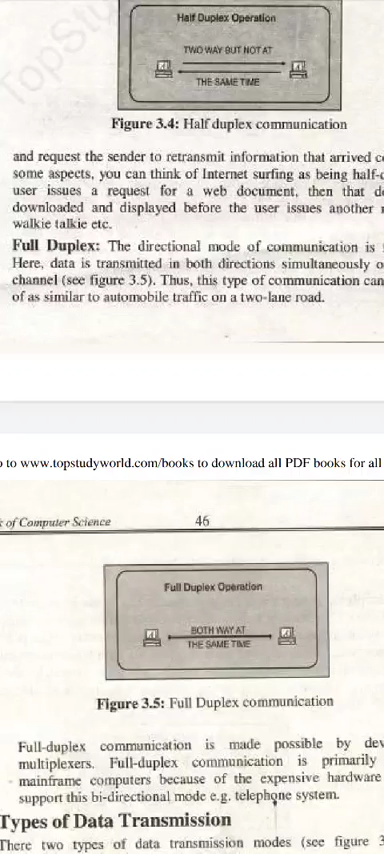 TopStu
Half Duplex Operation
TWO WAY BUT NOT AT
THE SAME TIME
Figure 3.4: Half duplex communication
and request the sender to retransmit information that arrived c
some aspects, you can think of Internet surfing as being half-
user issues a request for a web document, then that d
downloaded and displayed before the user issues another
walkie talkie etc.
Full Duplex: The directional mode of communication is
Here, data is transmitted in both directions simultaneously o
channel (see figure 3.5). Thus, this type of communication can
of as similar to automobile traffic on a two-lane road.
o to www.topstudyworld.com/books to download all PDF books for all
of Computer Science 46
Full Duplex Operation
BOTH WAY AT
THE SAME TIME
Figure 3.5: Full Duplex communication
Full-duplex communication is made possible by dev
multiplexers. Full-duplex communication is primarily
mainframe computers because of the expensive hardware
support this bi-directional mode e.g. telephone system.
Types of Data Transmission
There two types of data transmission modes (see figure 3